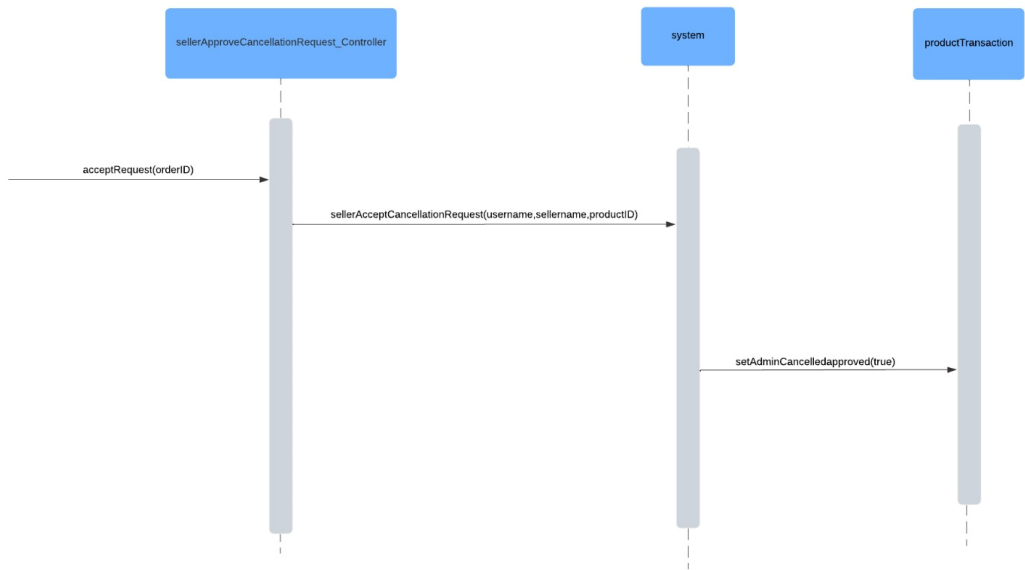 sellerApproveCancellationRequest_Controller
system
productTransaction
acceptRequest(orderID)
sellerAcceptCancellationRequest(username,sellername,productID)
setAdminCancelledapproved(true)